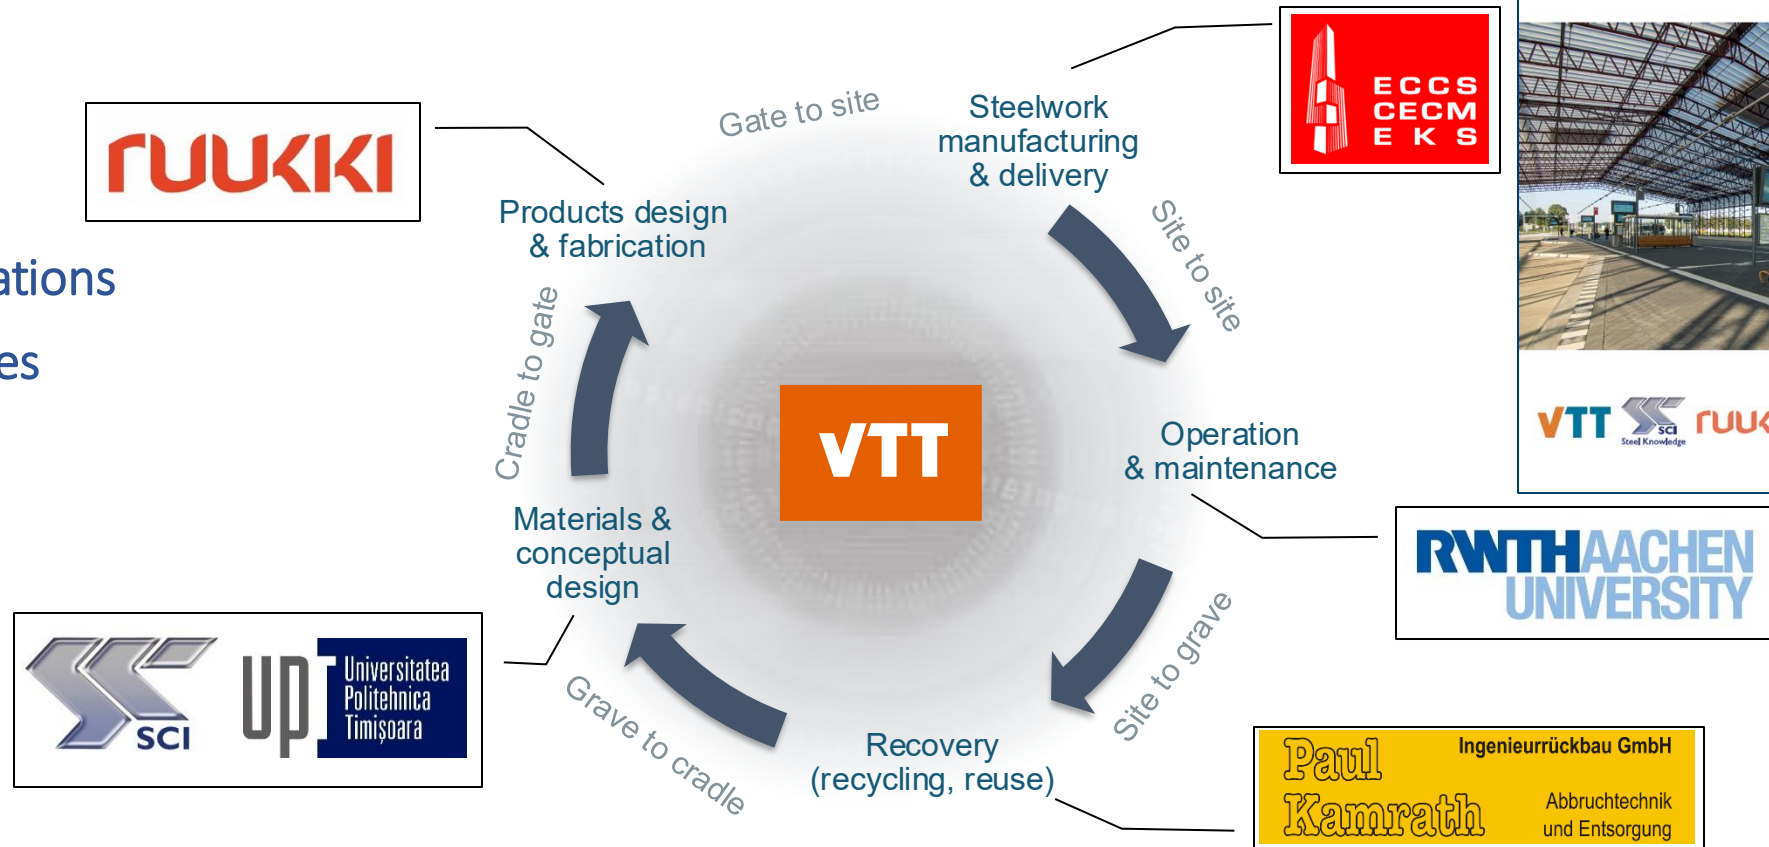 ruukki
ations
es
Gate to site
Steelwork
manufacturing
& delivery
ECCS
CECM
EKS
Products design
& fabrication
Site to site
Cradle to gate
VTT
Operation
& maintenance
VTT
SCI
Steel Knowledge
RWTHAACHEN
UNIVERSITY
Materials &
conceptual
design
SCI
upt
Universitatea
Politehnica
Timişoara
Grave to cradle
Site to grave
Recovery
(recycling, reuse)
Paul
Kamrath
Ingenieurrückbau GmbH
Abbruchtechnik
und Entsorgung